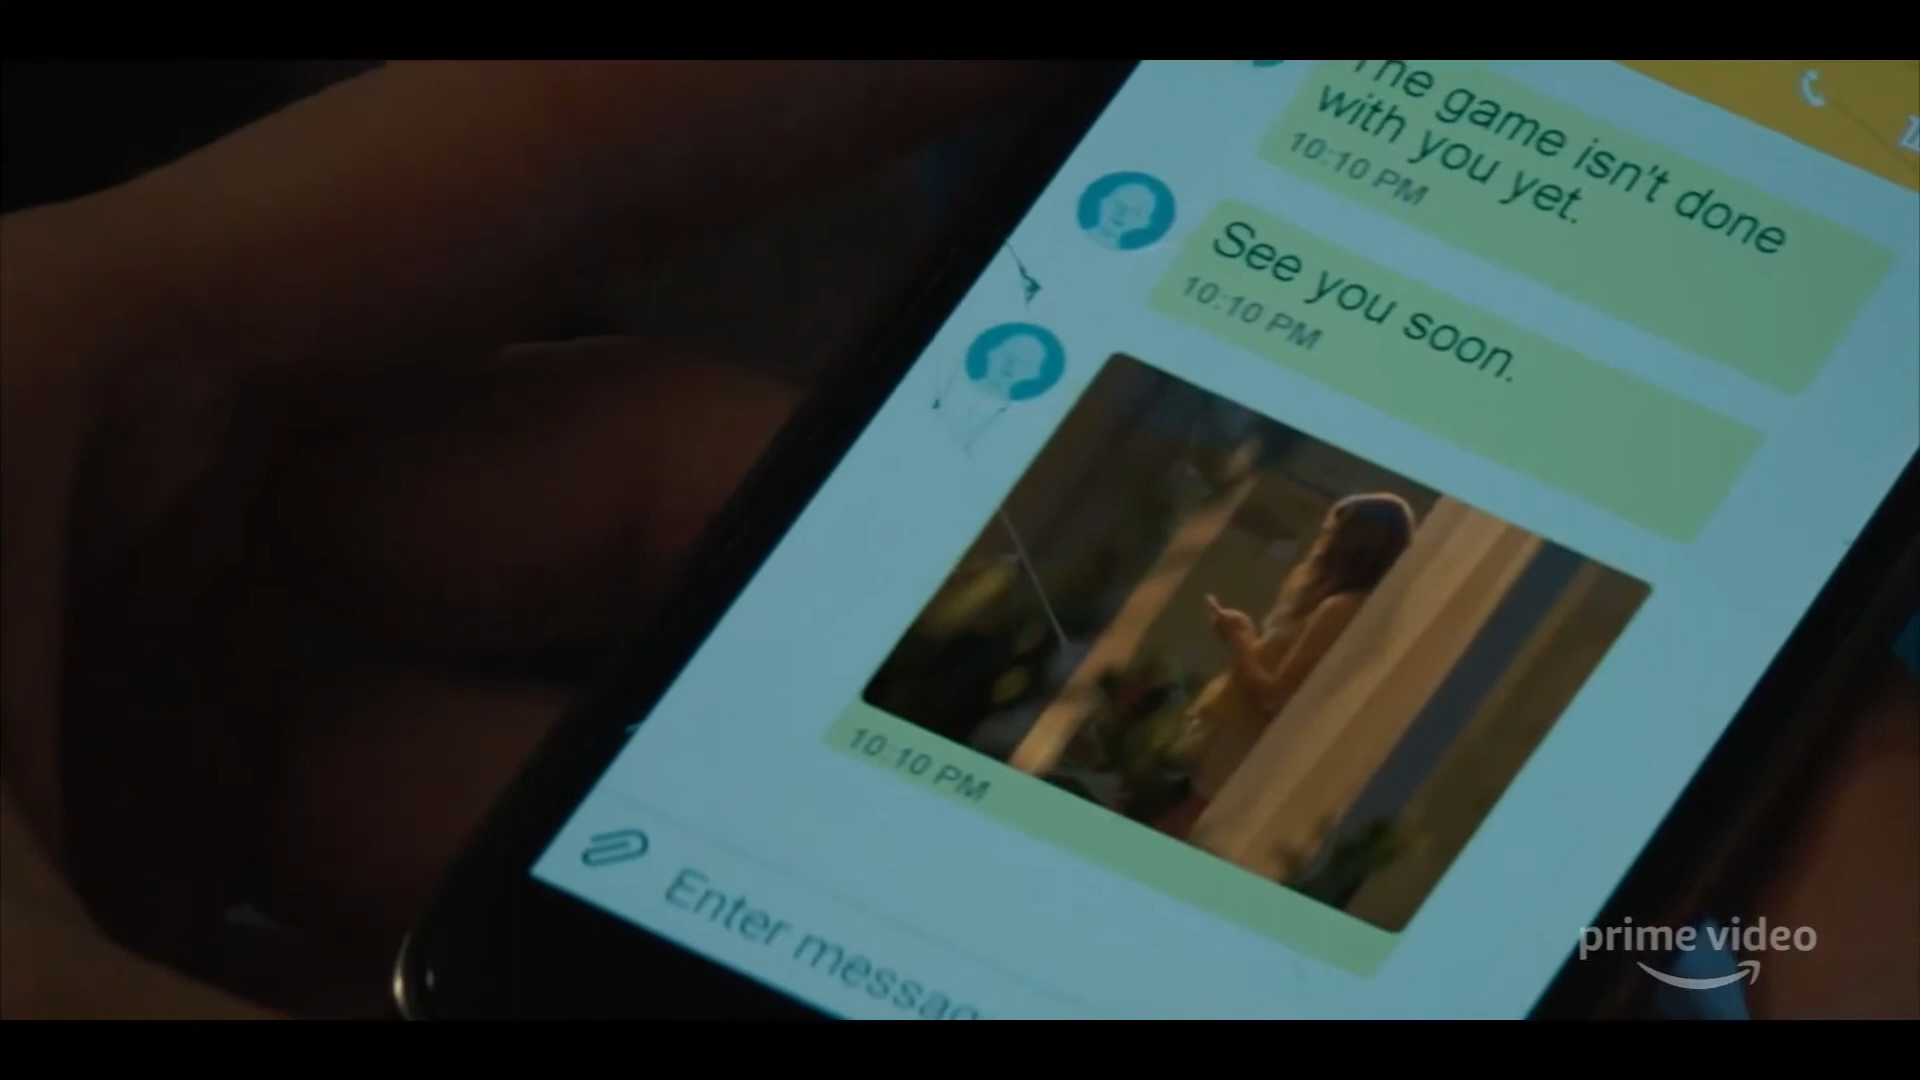 The game isn't done
with you yet.
10:10 PM
See you soon.
10:10 PM
10:10 PM
Enter messag
prime video